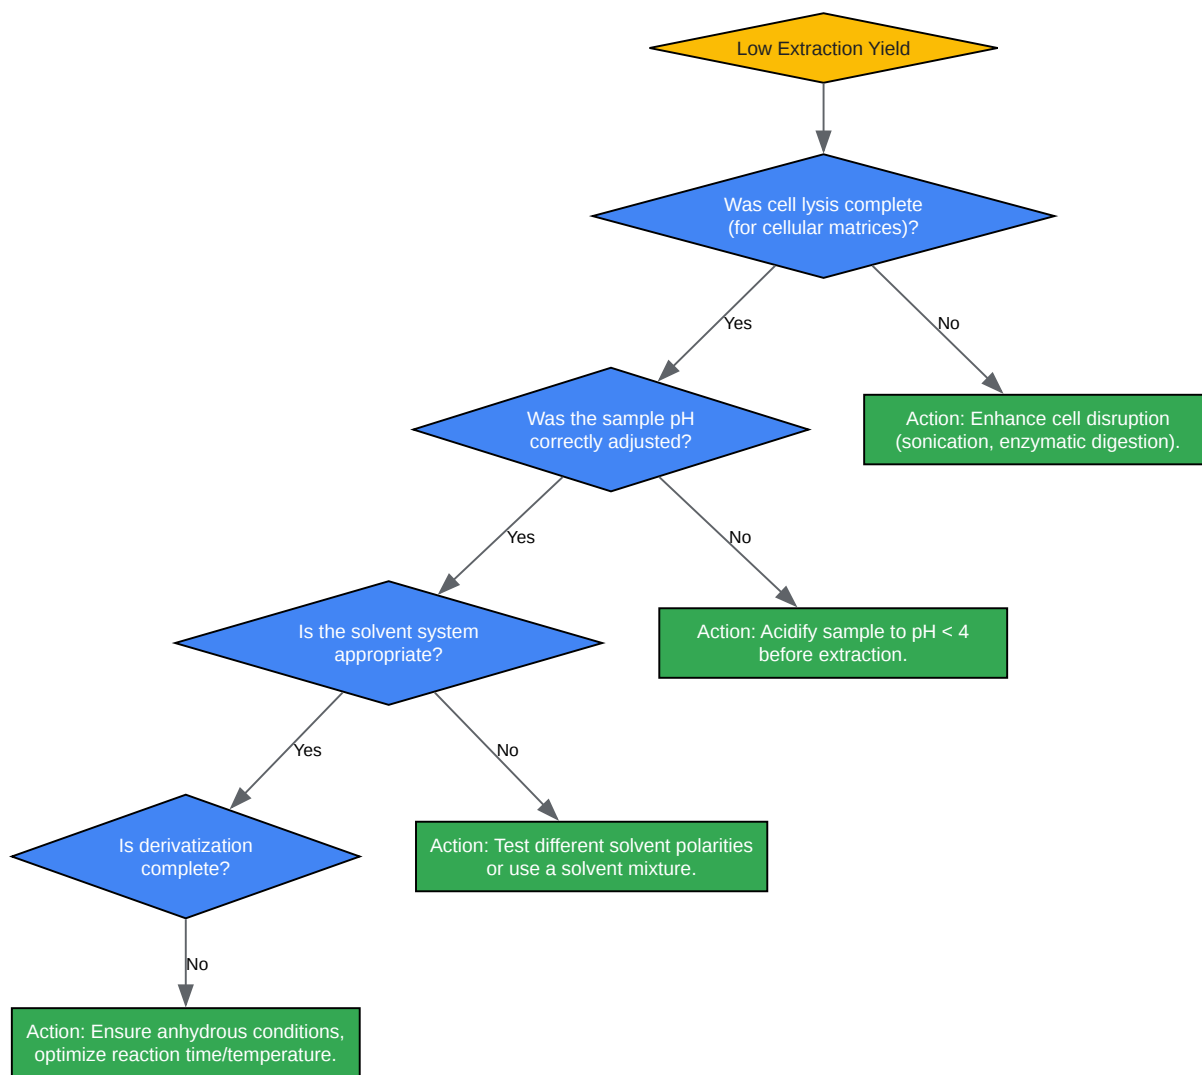 Low Extraction Yield
Was cell lysis complete
(for cellular matrices)?
Yes
No
Was the sample pH
correctly adjusted?
Action: Enhance cell disruption
(sonication, enzymatic digestion).
Yes
No
Is the solvent system
appropriate?
Action: Acidify sample to pH < 4
before extraction.
Yes
No
Is derivatization
complete?
Action: Test different solvent polarities
or use a solvent mixture.
No
Action: Ensure anhydrous conditions,
optimize reaction time/temperature.